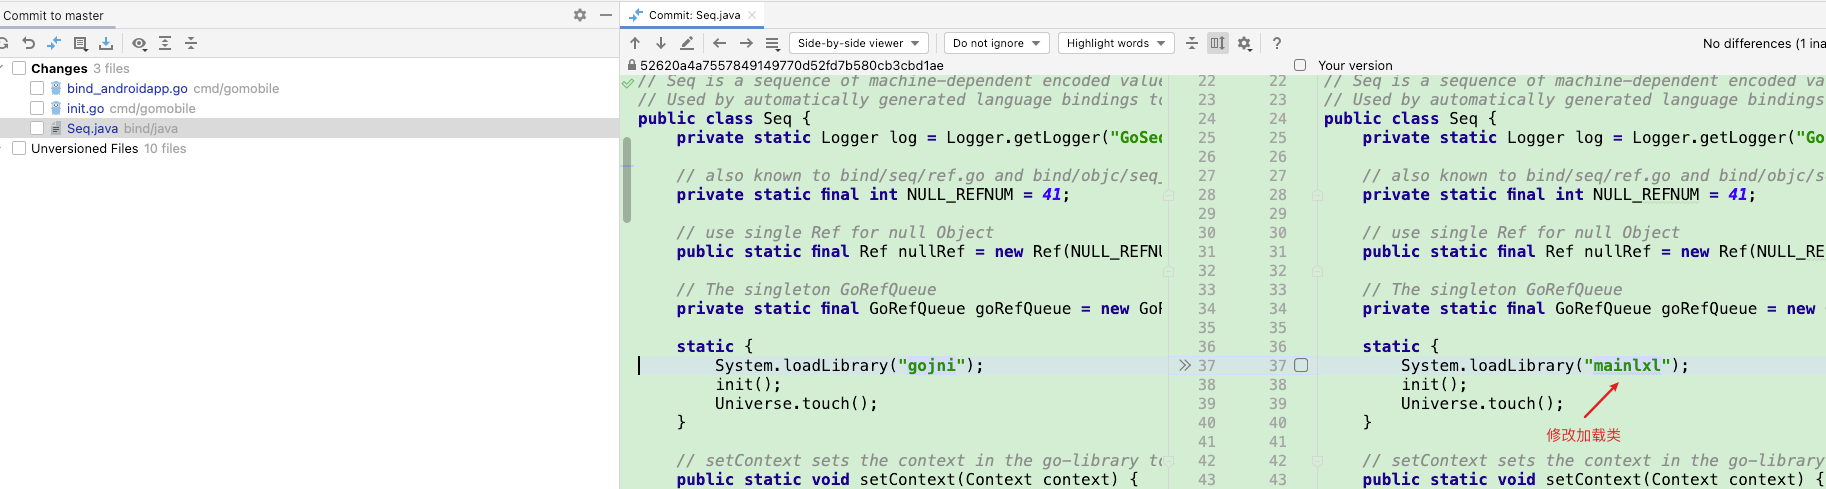 Commit to master
Commit: Seq.java
Side-by-side viewer
Do not ignore
Highlight words
?
No differences (1 ina
Changes 3 files
bind_androidapp.go cmd/gomobile
init.go cmd/gomobile
Seq.java bind/java
Unversioned Files 10 files
52620a4a7557849149770d52fd7b580cb3cbd1ae
// Seq is a sequence of machine-dependent encoded value
// Used by automatically generated language bindings to
public class Seq {
private static Logger log = Logger.getLogger("GoSeq
// also known to bind/seq/ref.go and bind/objc/seq_
private static final int NULL_REFNUM = 41;
// use single Ref for null Object
public static final Ref nullRef = new Ref(NULL_REFNU
// The singleton GoRefQueue
private static final GoRefQueue goRefQueue = new GoR
static {
System.loadLibrary("gojni");
init();
Universe.touch();
}
// setContext sets the context in the go-library to
public static void setContext(Context context) {
22 22
23 23
24 24
25 25
26 26
27 27
28 28
29 29
30 30
31 31
32 32
33 33
34 34
35 35
36 36
37 37
38 38
39 39
40 40
41 41
42 42
43 43
Your version
// Seq is a sequence of machine-dependent encoded va
// Used by automatically generated language bindings
public class Seq {
private static Logger log = Logger.getLogger("Go
// also known to bind/seq/ref.go and bind/objc/s
private static final int NULL_REFNUM = 41;
// use single Ref for null Object
public static final Ref nullRef = new Ref(NULL_RE
// The singleton GoRefQueue
private static final GoRefQueue goRefQueue = new
static {
System.loadLibrary("mainlxl");
init();
Universe.touch();
}
修改加载类
// setContext sets the context in the go-library
public static void setContext(Context context) {